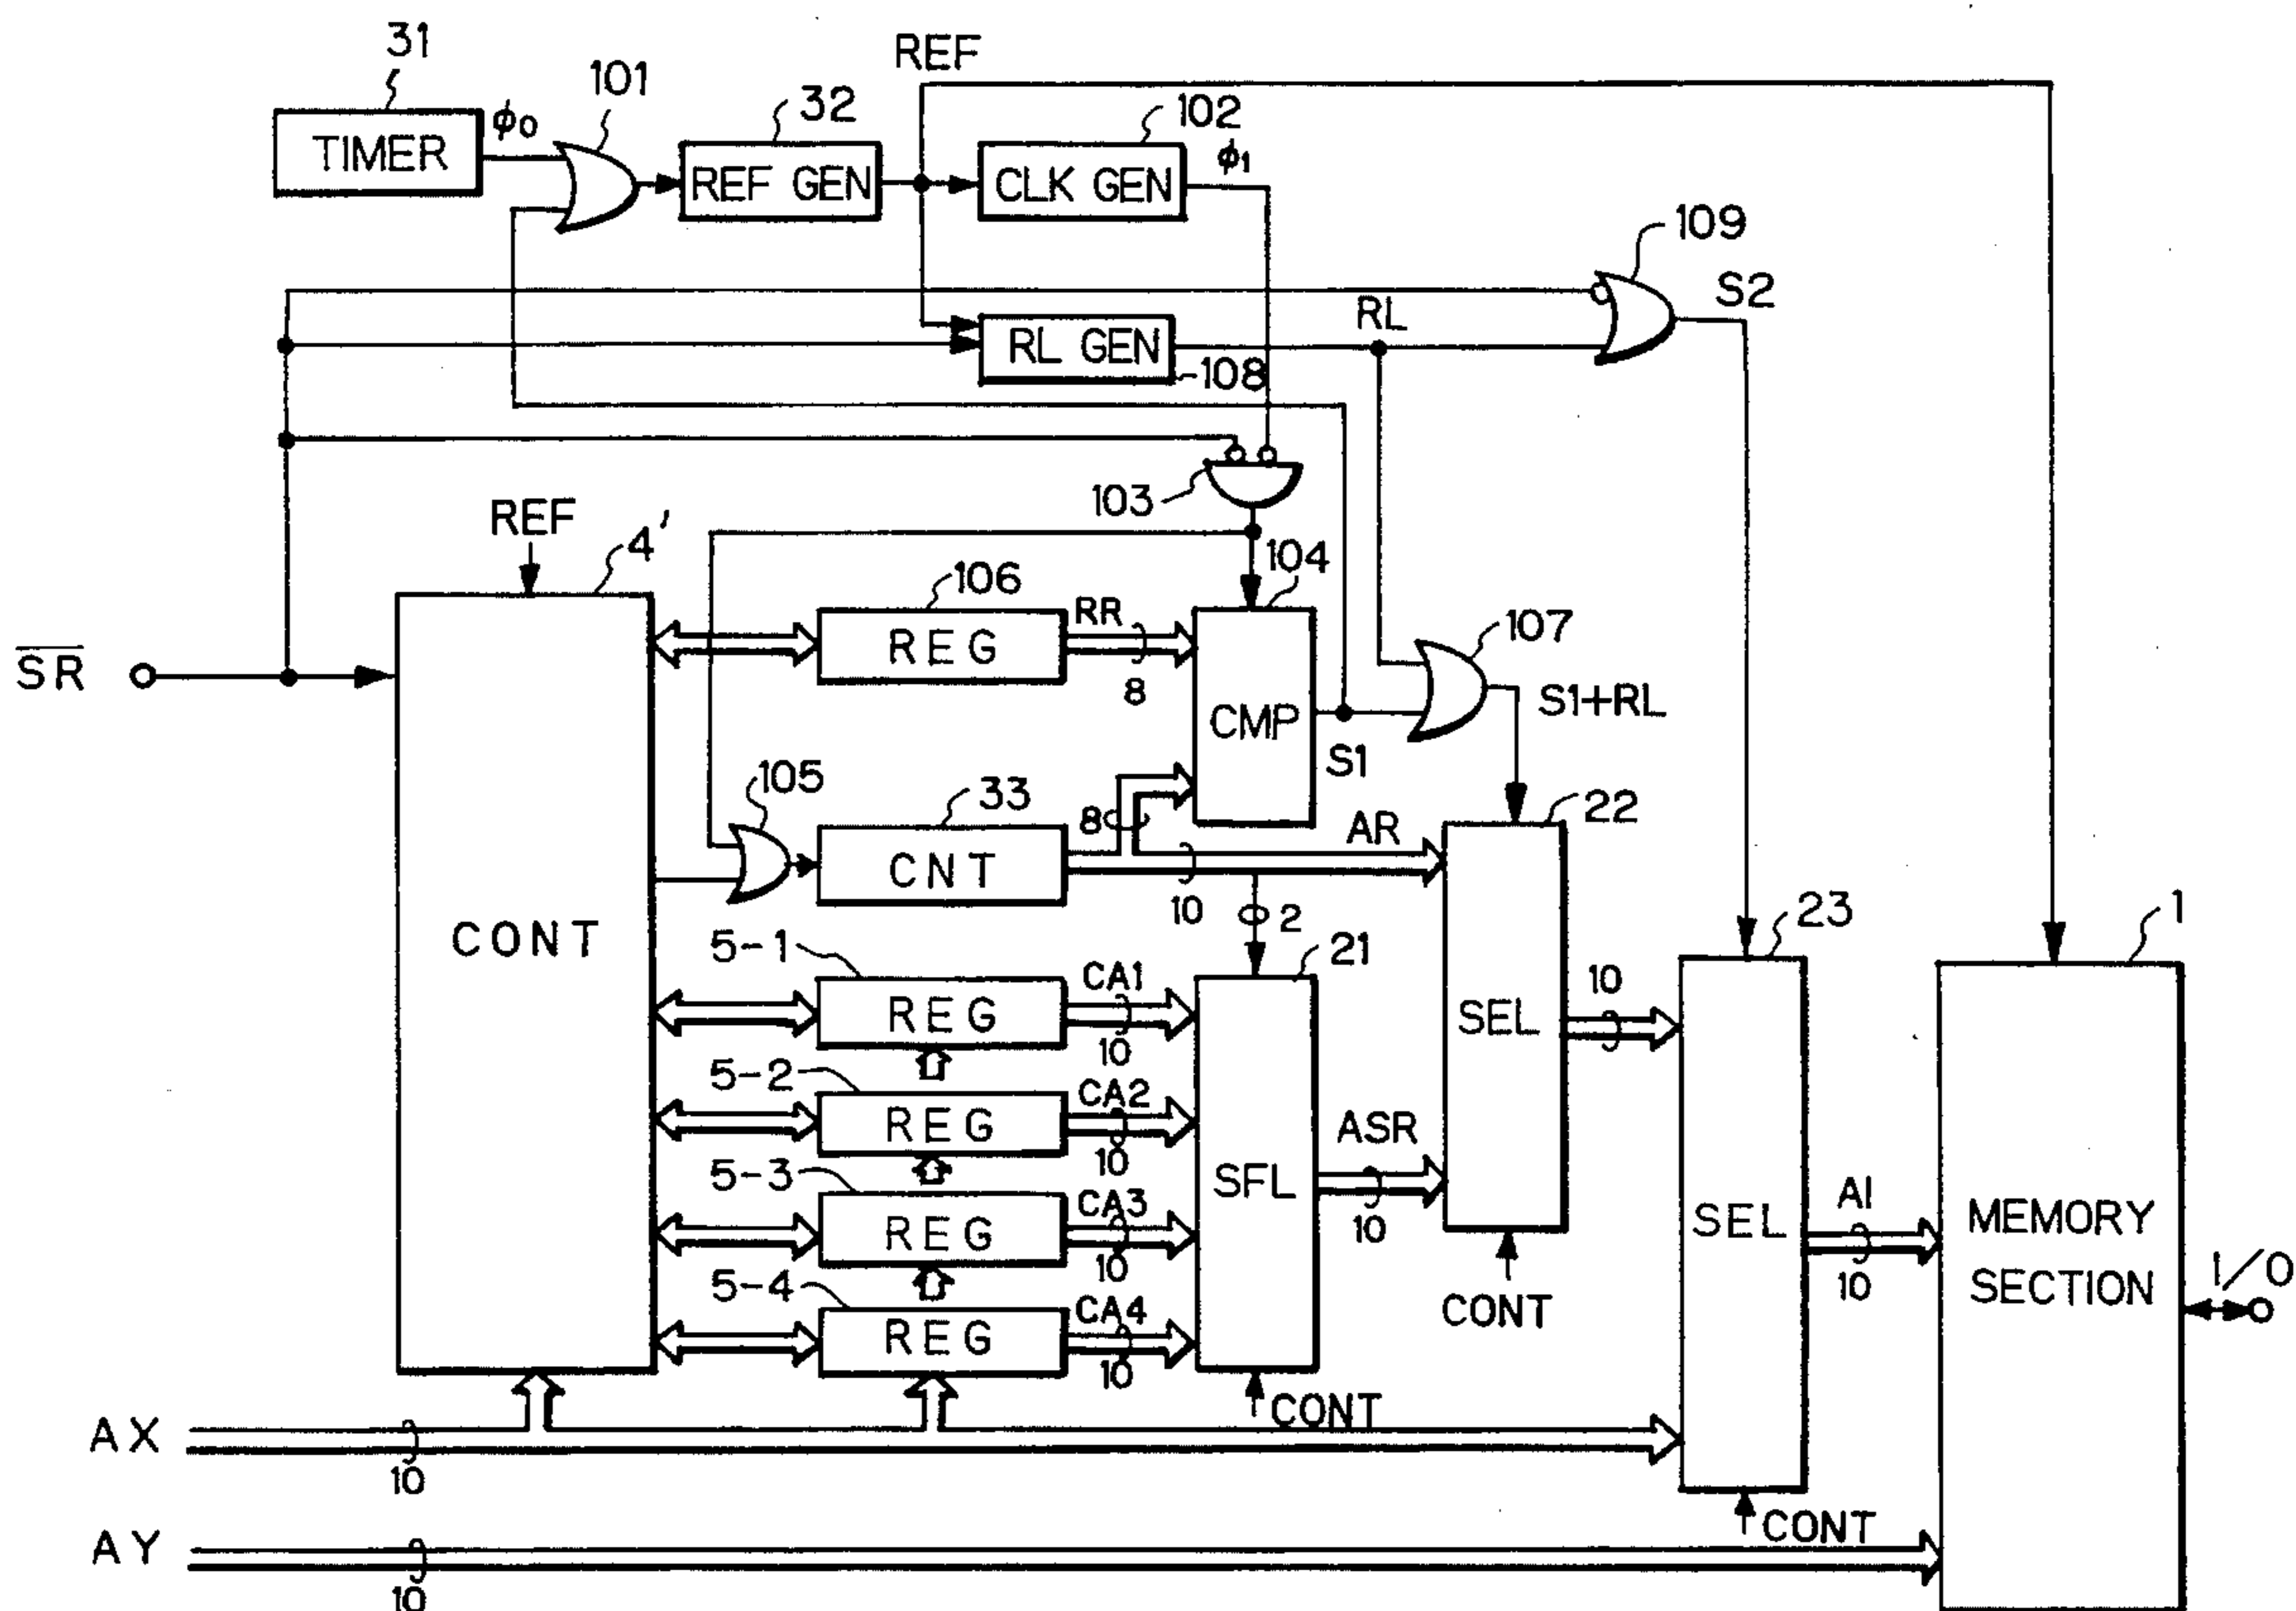 31
TIMER
φ0
101
32
REF GEN
REF
102
CLK GEN
φ1
109
S2
RL GEN
108
RL
103
REF
4'
SR
CONT
106
REG
RR
8
104
CMP
S1
107
S1+RL
105
33
CNT
8
AR
10
2
22
SEL
CONT
5-1
REG
CA1
10
5-2
REG
CA2
10
5-3
REG
CA3
10
5-4
REG
CA4
10
21
SFL
CONT
ASR
10
10
23
SEL
CONT
AI
10
1
MEMORY
SECTION
I/O
AX
10
AY
10